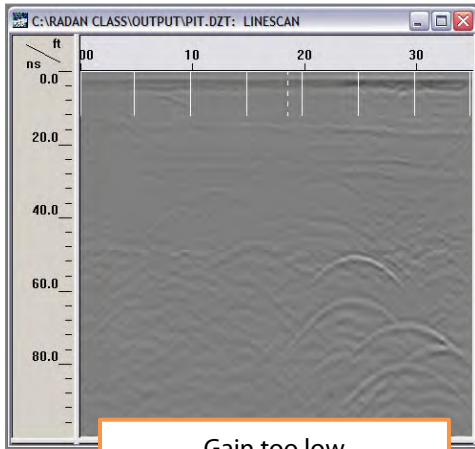 C:\RADAN CLASS\OUTPUT\PIT.DZT: LINESCAN
ft
ns
00 10 20 30
0.0
20.0
40.0
60.0
80.0
Gain too low